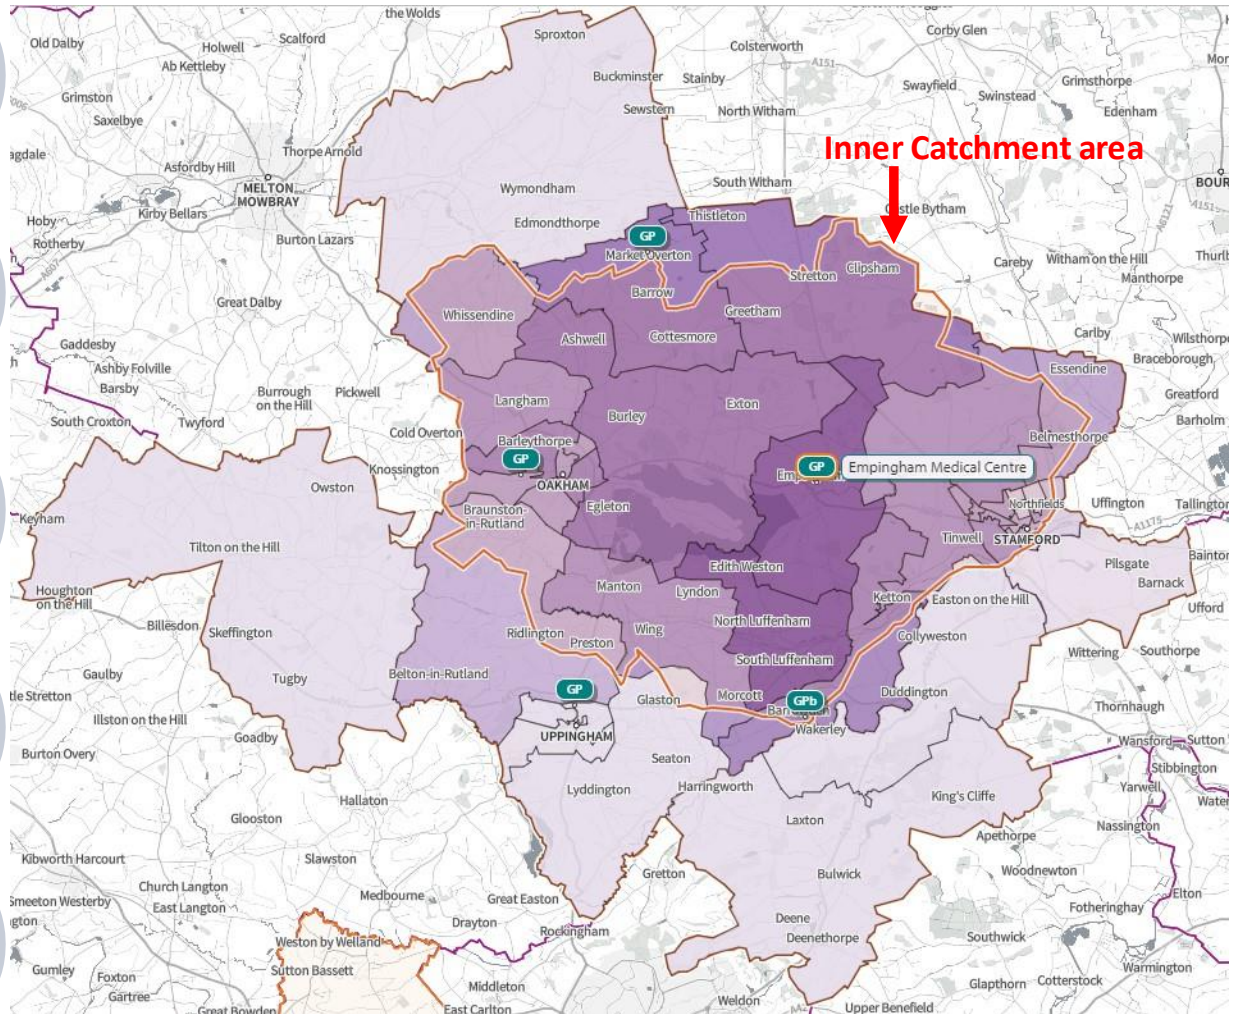 the Wolds
Sproxton
Corby Glen
Old Dalby
Holwell
Scalford
Colsterworth
A151
Ab Kettleby
Buckminster
Stainby
Swayfield
Grimsthorpe
Grimston
Sewstern
North Witham
Swinstead
Edenham
Saxelbye
Inner Catchment area
Thorpe Arnold
Asfordby Hill
MELTON
MOWBRAY
Wymondham
South Witham
Kirby Bellars
Hoby
Edmondthorpe
Thistleton
A6121
Rotherby
Burton Lazars
GP
Market Overton
Careby
Witham on the Hill
A607
Stretton
Clipsham
Manthorpe
Great Dalby
Barrow
Whissendine
Greetham
Ashwell
Cottesmore
Carlby
Wilsthorpe
Gaddesby
Braceborough
Ashby Folville
Essendine
Barsby
Burrough
on the Hill
Pickwell
Langham
Exton
Greatford
South Croxton
Twyford
Burley
Barholm
Cold Overton
Barleythorpe
Belmesthorpe
GP
GP
Empingham Medical Centre
Knossington
OAKHAM
Owston
Egleton
Northfields
Uffington
Tallington
Keyham
Braunston-
in-Rutland
A1175
Tilton on the Hill
Tinwell
STAMFORD
Edith Weston
Pilsgate
Bainton
Houghton
on the Hill
Manton
Lyndon
Ketton
Easton on the Hill
Barnack
Ufford
Billesdon
Skeffington
North Luffenham
Ridlington
Preston
Wing
Collyweston
Wittering
Southorpe
Gaulby
Tugby
Belton-in-Rutland
South Luffenham
GP
Glaston
Morcott
GPb
Duddington
Thornhaugh
Illston on the Hill
Goadby
UPPINGHAM
Wakerley
Wansford
Sutton
Burton Overy
Seaton
Stibbington
Lyddington
Harringworth
King's Cliffe
Yarwell
Hallaton
Glooston
Laxton
Nassington
Apethorpe
Kibworth Harcourt
Slawston
Gretton
Bulwick
Woodnewton
Church Langton
East Langton
Medbourne
Great Easton
Elton
Smeeton Westerby
Fotheringhay
Drayton
Deene
Weston by Welland
Rockingham
Deenethorpe
Southwick
Gumley
Foxton
Sutton Bassett
Warmington
Gartree
Middleton
Glapthorn
Cotterstock
Great Bowden
East Carlton
Weldon
Upper Benefield